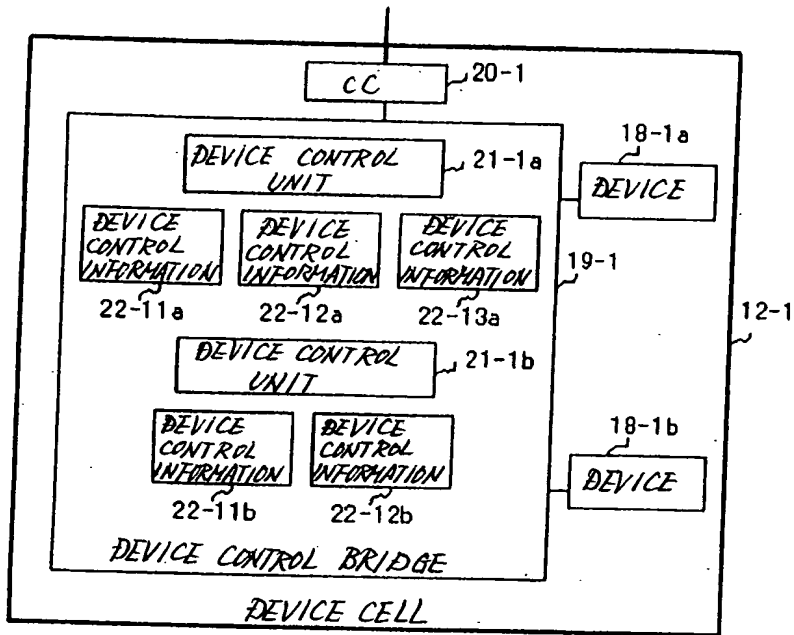 CC
20-1
DEVICE CONTROL
UNIT
21-1a
18-1a
DEVICE
DEVICE
CONTROL
INFORMATION
DEVICE
CONTROL
INFORMATION
DEVICE
CONTROL
INFORMATION
19-1
22-11a
22-12a
22-13a
12-1
DEVICE CONTROL
UNIT
21-1b
DEVICE
CONTROL
INFORMATION
DEVICE
CONTROL
INFORMATION
18-1b
DEVICE
22-11b
22-12b
DEVICE CONTROL BRIDGE
DEVICE CELL